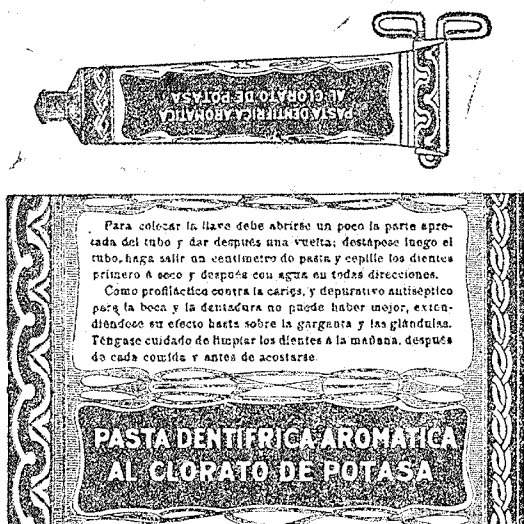 PASTA DENTIFRICA AROMATICA
AL CLORATO DE POTASA
Para colocar la llave debe abrirse un poco la parte apre-
tada del tubo y dar después una vuelta; destápese luego el
tubo, haga salir un centímetro de pasta y cepille los dientes
primero á seco y después con agua en todas direcciones.
Como profiláctico contra la caries, y depurativo antiséptico
para la boca y la dentadura no puede haber mejor, exten-
diéndose su efecto hasta sobre la garganta y las glándulas.
Téngase cuidado de limpiar los dientes á la mañana, después
de cada comida y antes de acostarse
PASTA DENTIFRICA AROMATICA
AL CLORATO DE POTASA